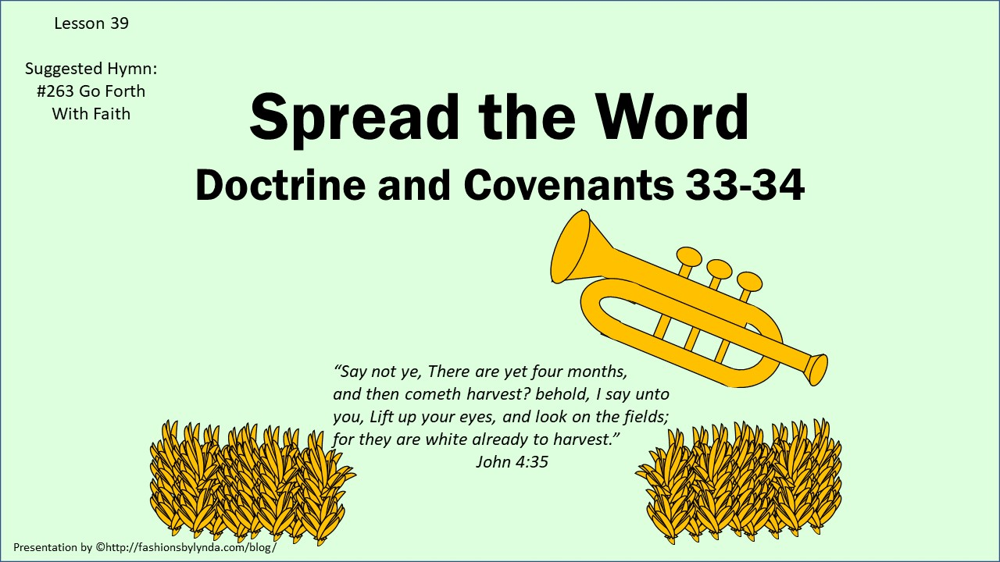 Lesson 39
Suggested Hymn:
#263 Go Forth
With Faith
Spread the Word
Doctrine and Covenants 33-34
“Say not ye, There are yet four months,
and then cometh harvest? behold, I say unto
you, Lift up your eyes, and look on the fields;
for they are white already to harvest.”
John 4:35
Presentation by ©http://fashionsbylynda.com/blog/